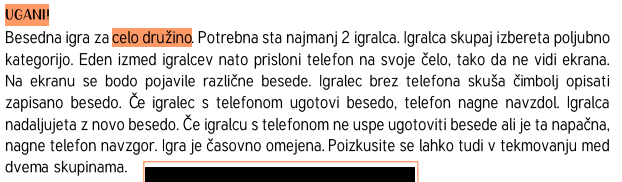 UGANI!
Besedna igra za celo družino. Potrebna sta najmanj 2 igralca. Igralca skupaj izbereta poljubno
kategorijo. Eden izmed igralcev nato prisloni telefon na svoje čelo, tako da ne vidi ekrana.
Na ekranu se bodo pojavile različne besede. Igralec brez telefona skuša čimbolj opisati
zapisano besedo. Če igralec s telefonom ugotovi besedo, telefon nagne navzdol. Igralca
nadaljujeta z novo besedo. Če igralcu s telefonom ne uspe ugotoviti besede ali je ta napačna,
nagne telefon navzgor. Igra je časovno omejena. Poizkusite se lahko tudi v tekmovanju med
dvema skupinama.